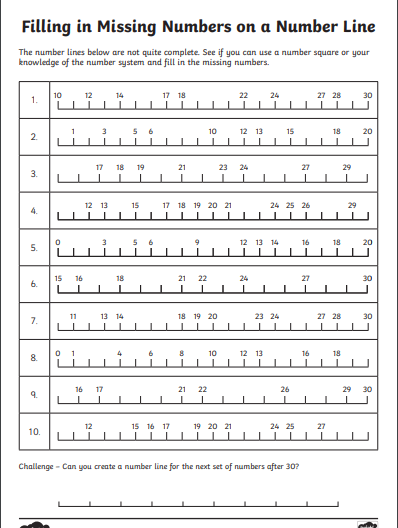 Filling in Missing Numbers on a Number Line
The number lines below are not quite complete. See if you can use a number square or your
knowledge of the number system and fill in the missing numbers.
1. 10 12 14 17 18 22 24 27 28 30
2. 1 3 5 6 10 12 13 15 18 20
3. 17 18 19 21 23 24 27 29
4. 12 13 15 17 18 19 20 21 24 25 26 29
5. 0 3 5 6 9 12 13 14 16 18 20
6. 15 16 18 21 22 24 27 30
7. 11 13 14 18 19 20 23 24 27 28 30
8. 0 1 4 6 8 10 12 13 16 18
9. 16 17 21 22 26 29 30
10. 12 15 16 17 19 20 21 24 25 27
Challenge – Can you create a number line for the next set of numbers after 30?